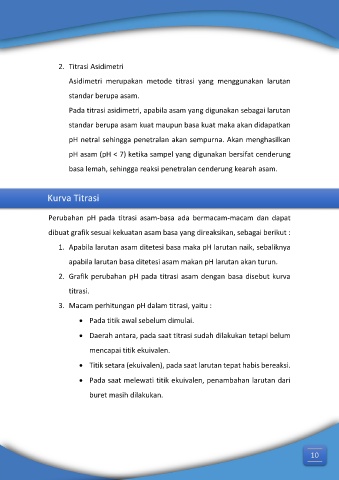 2. Titrasi Asidimetri
Asidimetri merupakan metode titrasi yang menggunakan larutan
standar berupa asam.
Pada titrasi asidimetri, apabila asam yang digunakan sebagai larutan
standar berupa asam kuat maupun basa kuat maka akan didapatkan
pH netral sehingga penetralan akan sempurna. Akan menghasilkan
pH asam (pH < 7) ketika sampel yang digunakan bersifat cenderung
basa lemah, sehingga reaksi penetralan cenderung kearah asam.
Kurva Titrasi
Perubahan pH pada titrasi asam-basa ada bermacam-macam dan dapat
dibuat grafik sesuai kekuatan asam basa yang direaksikan, sebagai berikut :
1. Apabila larutan asam ditetesi basa maka pH larutan naik, sebaliknya
apabila larutan basa ditetesi asam makan pH larutan akan turun.
2. Grafik perubahan pH pada titrasi asam dengan basa disebut kurva
titrasi.
3. Macam perhitungan pH dalam titrasi, yaitu :
• Pada titik awal sebelum dimulai.
• Daerah antara, pada saat titrasi sudah dilakukan tetapi belum
mencapai titik ekuivalen.
• Titik setara (ekuivalen), pada saat larutan tepat habis bereaksi.
• Pada saat melewati titik ekuivalen, penambahan larutan dari
buret masih dilakukan.
10